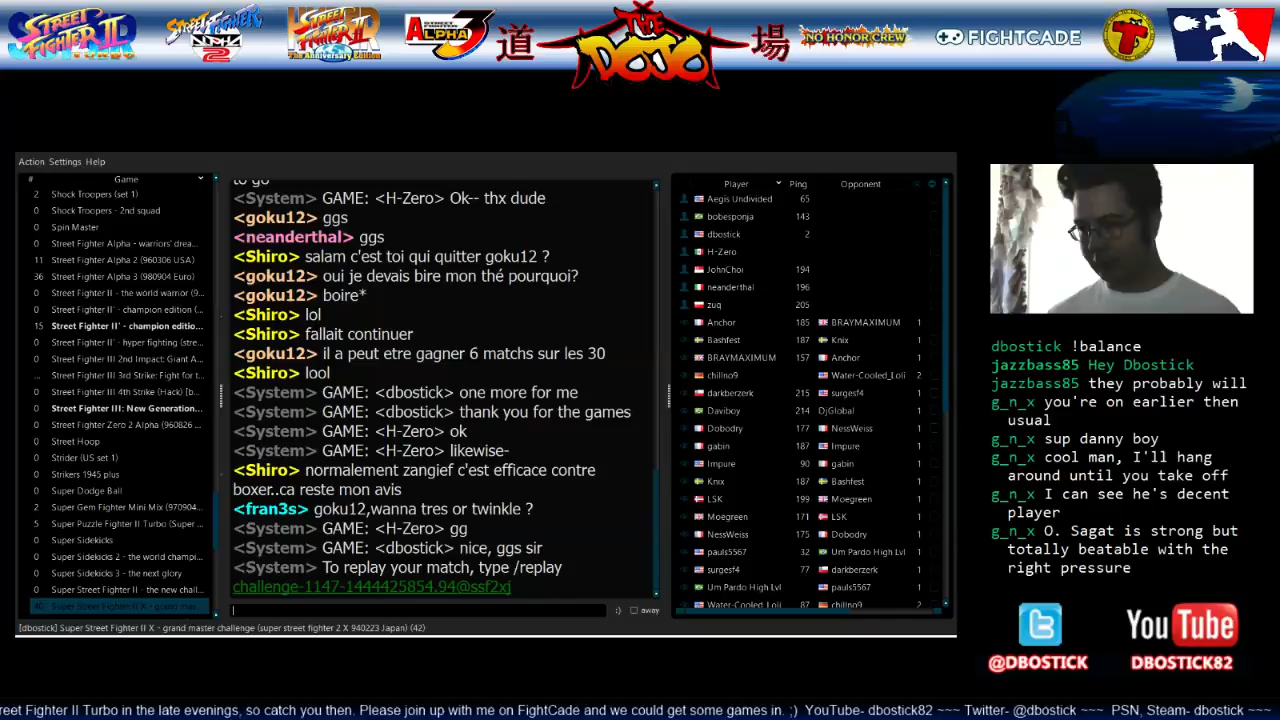 STREET FIGHTER II TURBO
STREET FIGHTER ALPHA 2
HYPER STREET FIGHTER II The Anniversary Edition
STREET FIGHTER ALPHA 3
道 THE DOJO 場
NO HONOR CREW
FIGHTCADE
Action Settings Help
# Game
2 Shock Troopers (set 1)
0 Shock Troopers - 2nd squad
0 Spin Master
0 Street Fighter Alpha - warriors' drea...
11 Street Fighter Alpha 2 (960306 USA)
36 Street Fighter Alpha 3 (980904 Euro)
0 Street Fighter II - the world warrior (9...
0 Street Fighter II' - champion edition (...
15 Street Fighter II' - champion editio...
0 Street Fighter II' - hyper fighting (stre...
0 Street Fighter III 2nd Impact: Giant A...
... Street Fighter III 3rd Strike: Fight for t...
0 Street Fighter III 4th Strike (Hack) [b...
0 Street Fighter III: New Generation...
0 Street Fighter Zero 2 Alpha (960826 ...
0 Street Hoop
0 Strider (US set 1)
0 Strikers 1945 plus
0 Super Dodge Ball
2 Super Gem Fighter Mini Mix (970904...
5 Super Puzzle Fighter II Turbo (Super ...
0 Super Sidekicks
0 Super Sidekicks 2 - the world champi...
0 Super Sidekicks 3 - the next glory
0 Super Street Fighter II - the new chall...
40 Super Street Fighter II X - grand mas...
to go
<System> GAME: <H-Zero> Ok-- thx dude
<goku12> ggs
<neanderthal> ggs
<Shiro> salam c'est toi qui quitter goku12 ?
<goku12> oui je devais bire mon thé pourquoi?
<goku12> boire*
<Shiro> lol
<Shiro> fallait continuer
<goku12> il a peut etre gagner 6 matchs sur les 30
<Shiro> lool
<System> GAME: <dbostick> one more for me
<System> GAME: <dbostick> thank you for the games
<System> GAME: <H-Zero> ok
<System> GAME: <H-Zero> likewise-
<Shiro> normalement zangief c'est efficace contre
boxer..ca reste mon avis
<fran3s> goku12,wanna tres or twinkle ?
<System> GAME: <H-Zero> gg
<System> GAME: <dbostick> nice, ggs sir
<System> To replay your match, type /replay
challenge-1147-1444425854.94@ssf2xj
:) away
Player Ping Opponent
Aegis Undivided 65
bobesponja 143
dbostick 2
H-Zero
JohnChoi 194
neanderthal 196
zuq 205
Anchor 185 BRAYMAXIMUM 1
Bashfest 187 Knix 1
BRAYMAXIMUM 157 Anchor 1
chillno9 Water-Cooled_Loli 2
darkberzerk 215 surgesf4 1
Daviboy 214 DjGlobal 1
Dobodry 177 NessWeiss 1
gabin 187 Impure 1
Impure 90 gabin 1
Knix 187 Bashfest 1
LSK 199 Moegreen 1
Moegreen 171 LSK 1
NessWeiss 175 Dobodry 1
pauls5567 32 Um Pardo High Lvl 1
surgesf4 77 darkberzerk 1
Um Pardo High Lvl pauls5567 1
Water-Cooled_Loli 87 chillno9 2
[dbostick] Super Street Fighter II X - grand master challenge (super street fighter 2 X 940223 Japan) (42)
dbostick !balance
jazzbass85 Hey Dbostick
jazzbass85 they probably will
g_n_x you're on earlier then
usual
g_n_x sup danny boy
g_n_x cool man, I'll hang
around until you take off
g_n_x I can see he's decent
player
g_n_x O. Sagat is strong but
totally beatable with the
right pressure
YouTube
@DBOSTICK
DBOSTICK82
reet Fighter II Turbo in the late evenings, so catch you then. Please join up with me on FightCade and we could get some games in. ;) YouTube- dbostick82 ~~~ Twitter- @dbostick ~~~ PSN, Steam- dbostick ~~~